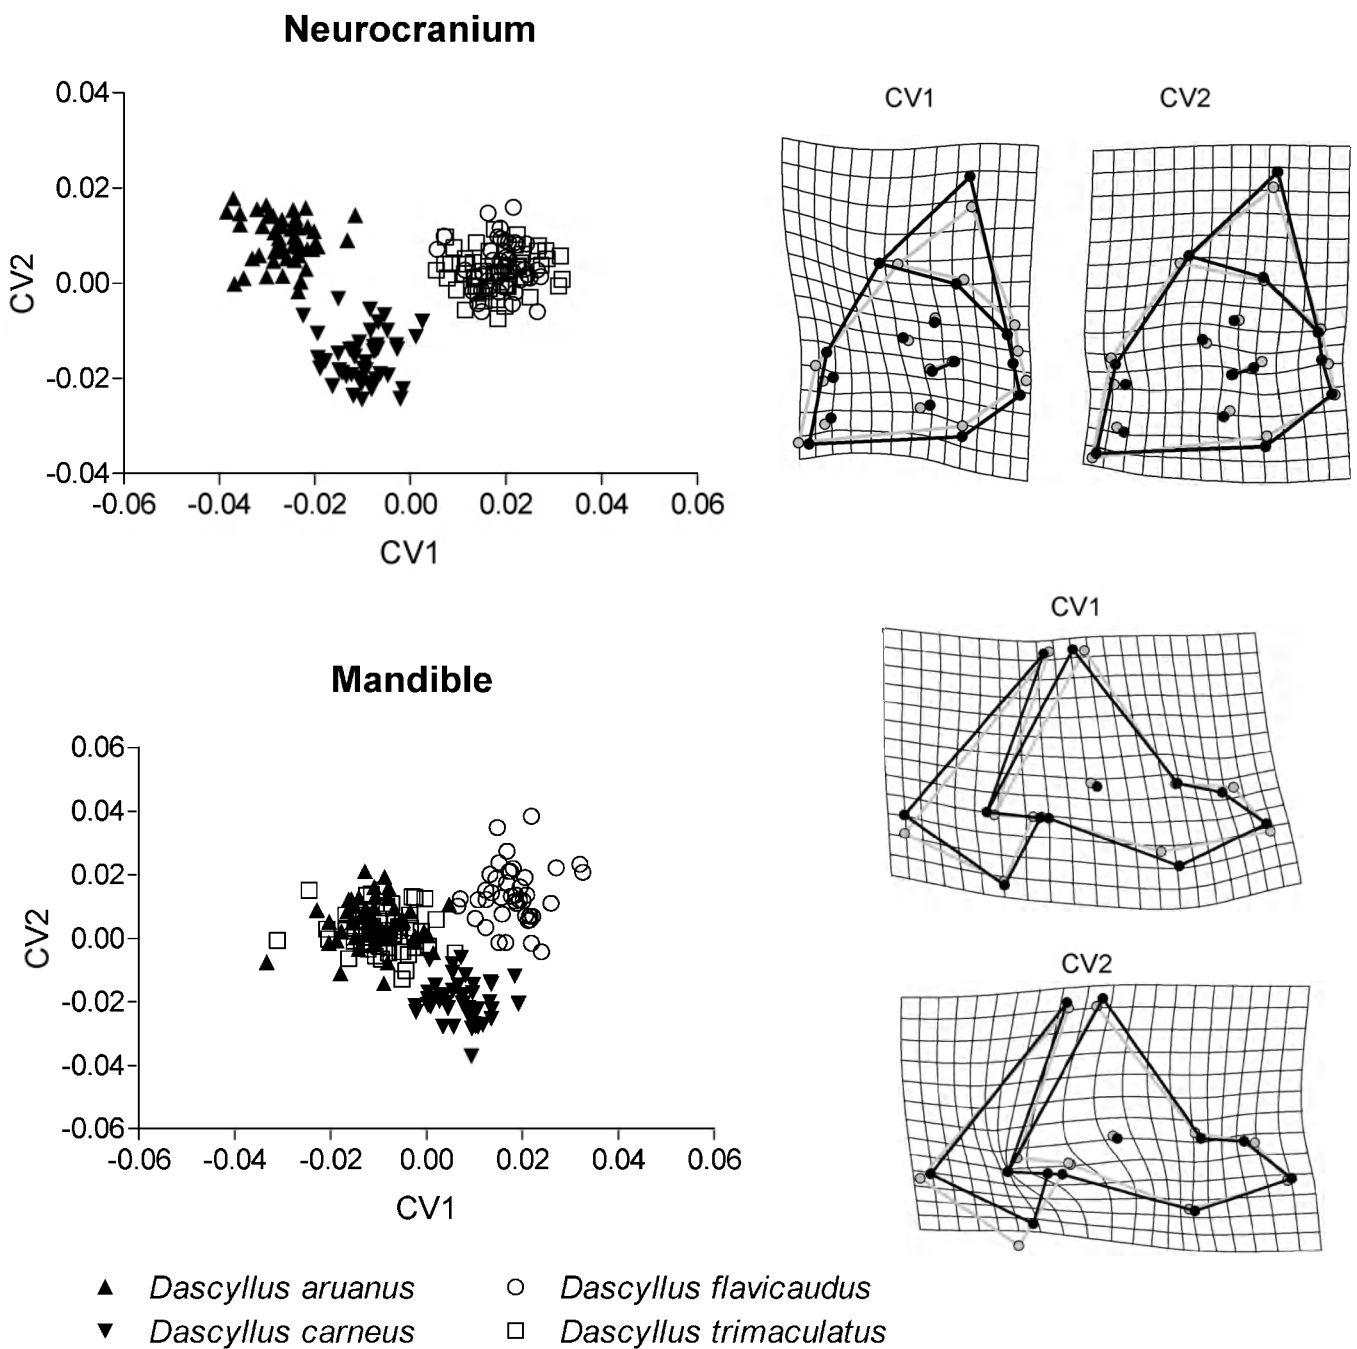 Neurocranium
CV1 CV2
0.04
0.02
0.00
-0.02
-0.04
CV2
-0.06 -0.04 -0.02 0.00 0.02 0.04 0.06
CV1
CV1
Mandible
0.06
0.04
0.02
0.00
-0.02
-0.04
-0.06
CV2
-0.06 -0.04 -0.02 0.00 0.02 0.04 0.06
CV1
CV2
Dascyllus aruanus Dascyllus flavicaudus
Dascyllus carneus Dascyllus trimaculatus